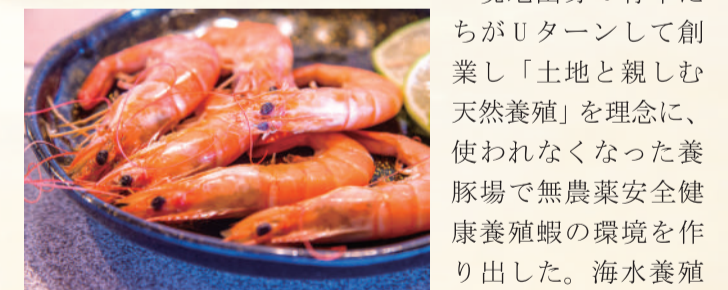 ちがUターンして創
業し「土地と親しむ
天然養殖」を理念に、
使われなくなった養
豚場で無農薬安全健
康養殖蝦の環境を作
り出した。海水養殖